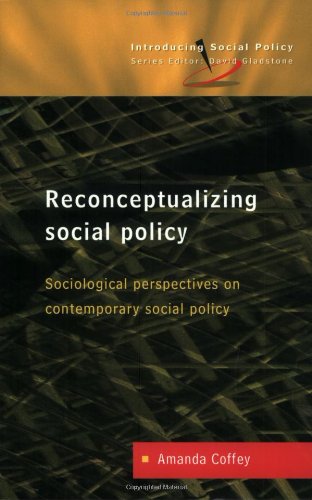 Introducing Social Policy
Series Editor: David Gladstone
Reconceptualizing
social policy
Sociological perspectives on
contemporary social policy
Amanda Coffey